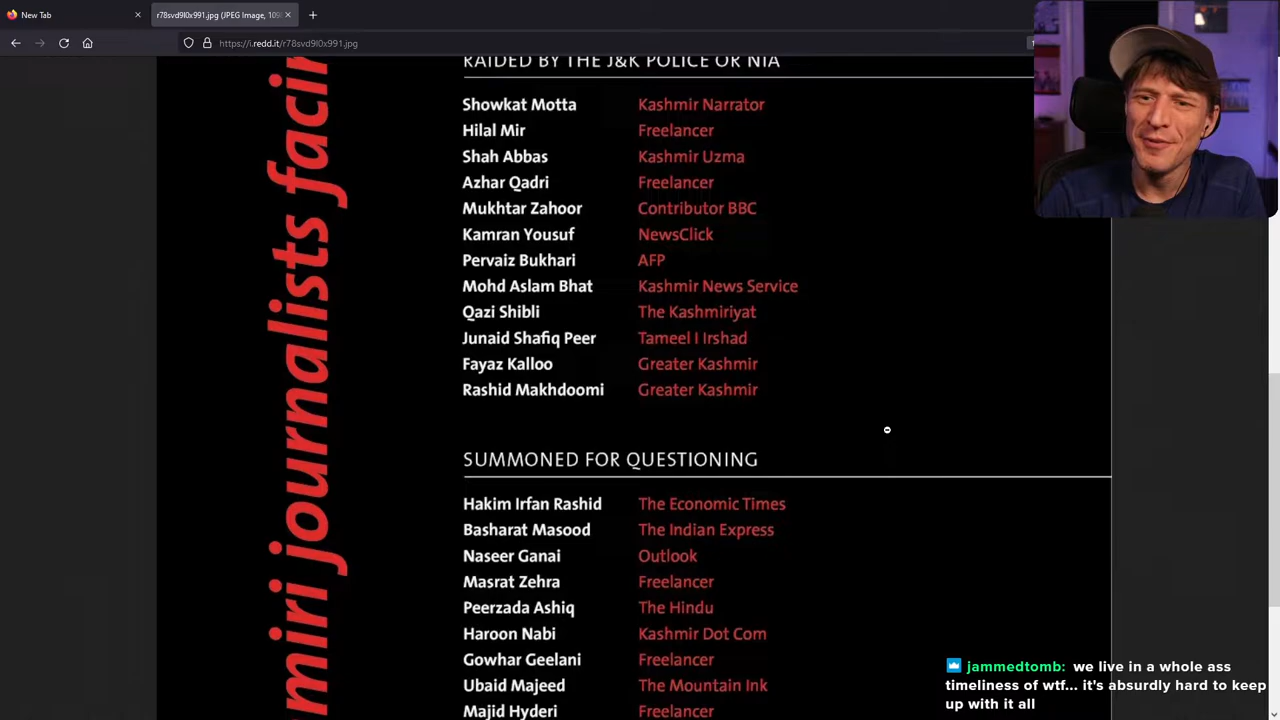 New Tab
r78svd9l0x991.jpg (JPEG Image, 109
https://i.redd.it/r78svd9l0x991.jpg
RAIDED BY THE J&K POLICE OR NIA
Showkat Motta Kashmir Narrator
Hilal Mir Freelancer
Shah Abbas Kashmir Uzma
Azhar Qadri Freelancer
Mukhtar Zahoor Contributor BBC
Kamran Yousuf NewsClick
Pervaiz Bukhari AFP
Mohd Aslam Bhat Kashmir News Service
Qazi Shibli The Kashmiriyat
Junaid Shafiq Peer Tameel I Irshad
Fayaz Kalloo Greater Kashmir
Rashid Makhdoomi Greater Kashmir
SUMMONED FOR QUESTIONING
Hakim Irfan Rashid The Economic Times
Basharat Masood The Indian Express
Naseer Ganai Outlook
Masrat Zehra Freelancer
Peerzada Ashiq The Hindu
Haroon Nabi Kashmir Dot Com
Gowhar Geelani Freelancer
Ubaid Majeed The Mountain Ink
Majid Hyderi Freelancer
miri journalists facin
jammedtomb: we live in a whole ass
timeliness of wtf... it's absurdly hard to keep
up with it all